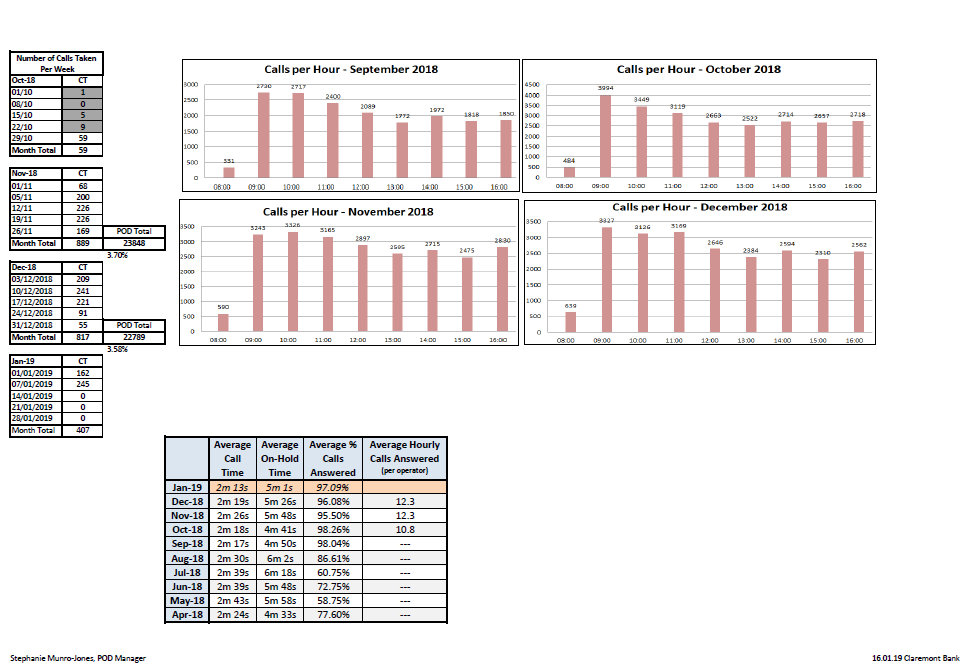 Number of Calls Taken
Per Week
Oct-18 CT
01/10 1
08/10 0
15/10 5
22/10 9
29/10 59
Month Total 59
Nov-18 CT
01/11 68
05/11 200
12/11 226
19/11 226
26/11 169 POD Total
Month Total 889 23848
3.70%
Dec-18 CT
03/12/2018 209
10/12/2018 241
17/12/2018 221
24/12/2018 91
31/12/2018 55 POD Total
Month Total 817 22789
3.58%
Jan-19 CT
01/01/2019 162
07/01/2019 245
14/01/2019 0
21/01/2019 0
28/01/2019 0
Month Total 407
Calls per Hour - September 2018
3000
2500
2000
1500
1000
500
0
331 2730 2717 2400 2089 1772 1972 1818 1850
08:00 09:00 10:00 11:00 12:00 13:00 14:00 15:00 16:00
Calls per Hour - October 2018
4500
4000
3500
3000
2500
2000
1500
1000
500
0
484 3994 3449 3119 2663 2522 2714 2657 2718
08:00 09:00 10:00 11:00 12:00 13:00 14:00 15:00 16:00
Calls per Hour - November 2018
3500
3000
2500
2000
1500
1000
500
0
590 3243 3326 3165 2897 2595 2715 2475 2830
08:00 09:00 10:00 11:00 12:00 13:00 14:00 15:00 16:00
Calls per Hour - December 2018
3500
3000
2500
2000
1500
1000
500
0
639 3327 3126 3169 2646 2384 2594 2310 2562
08:00 09:00 10:00 11:00 12:00 13:00 14:00 15:00 16:00
Average Average Average % Average Hourly
Call On-Hold Calls Calls Answered
Time Time Answered (per operator)
Jan-19 2m 13s 5m 1s 97.09%
Dec-18 2m 19s 5m 26s 96.08% 12.3
Nov-18 2m 26s 5m 48s 95.50% 12.3
Oct-18 2m 18s 4m 41s 98.26% 10.8
Sep-18 2m 17s 4m 50s 98.04% ---
Aug-18 2m 30s 6m 2s 86.61% ---
Jul-18 2m 39s 6m 18s 60.75% ---
Jun-18 2m 39s 5m 48s 72.75% ---
May-18 2m 43s 5m 58s 58.75% ---
Apr-18 2m 24s 4m 33s 77.60% ---
Stephanie Munro-Jones, POD Manager
16.01.19 Claremont Bank